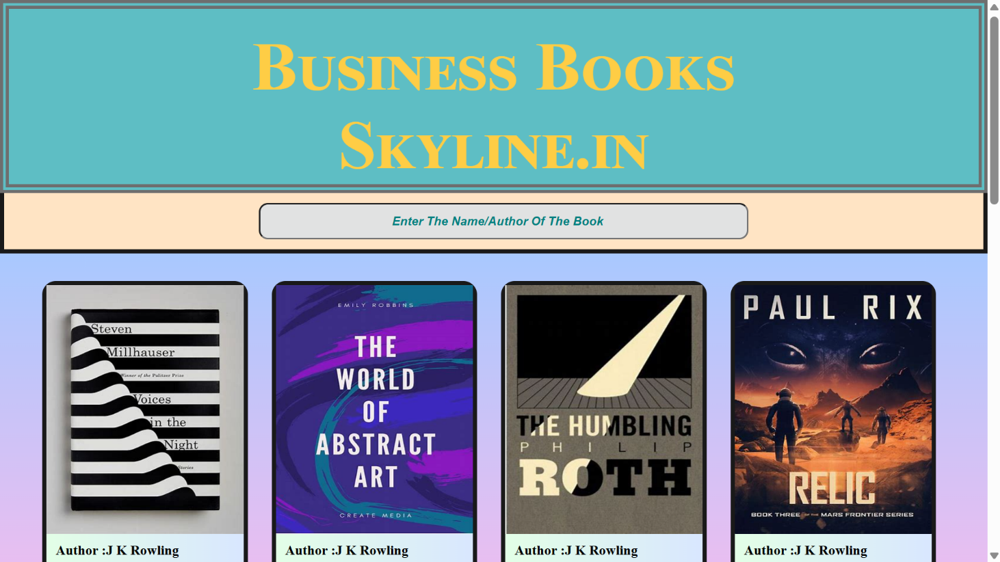 Business Books
Skyline.in
Enter The Name/Author Of The Book
Steven
Millhauser
Winner of the Pulitzer Prize
Voices
in the
Night
Stories
Author :J K Rowling
EMILY ROBBINS
THE
WORLD
OF
ABSTRACT
ART
CREATE MEDIA
Author :J K Rowling
THE HUMBLING
PHILIP
ROTH
Author :J K Rowling
PAUL RIX
RELIC
BOOK THREE OF THE MARS FRONTIER SERIES
Author :J K Rowling